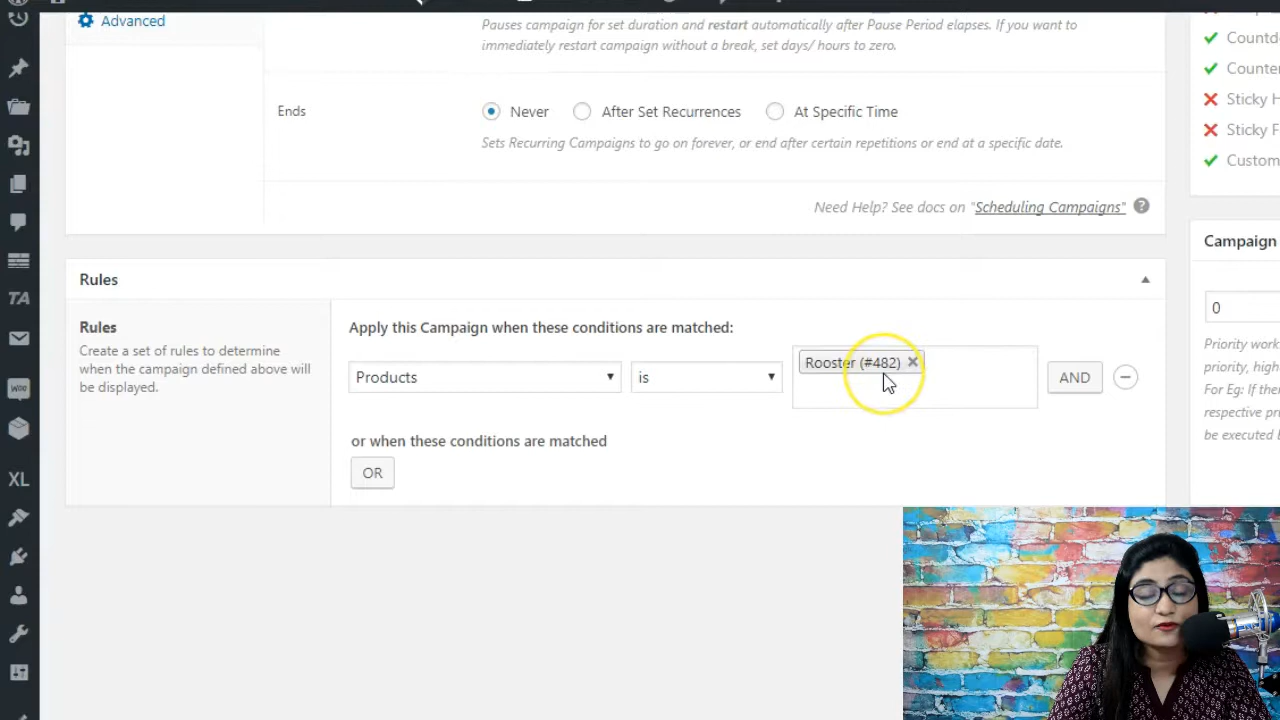 Advanced
Pauses campaign for set duration and restart automatically after Pause Period elapses. If you want to
immediately restart campaign without a break, set days/ hours to zero.
Ends
Never
After Set Recurrences
At Specific Time
Sets Recurring Campaigns to go on forever, or end after certain repetitions or end at a specific date.
Need Help? See docs on "Scheduling Campaigns" ?
Countd
Counter
Sticky H
Sticky F
Custom
Rules
Rules
Create a set of rules to determine
when the campaign defined above will
be displayed.
Apply this Campaign when these conditions are matched:
Products
is
Rooster (#482)
AND
or when these conditions are matched
OR
Campaign
0
Priority work
priority, high
For Eg: If ther
respective pri
be executed b
TA
woo
XL